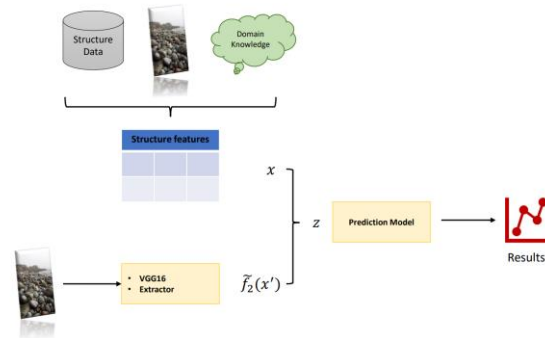 Structure
Data
Domain
Knowledge
Structure features
x
z
Prediction Model
Results
• VGG16
• Extractor
f̃₂(x′)